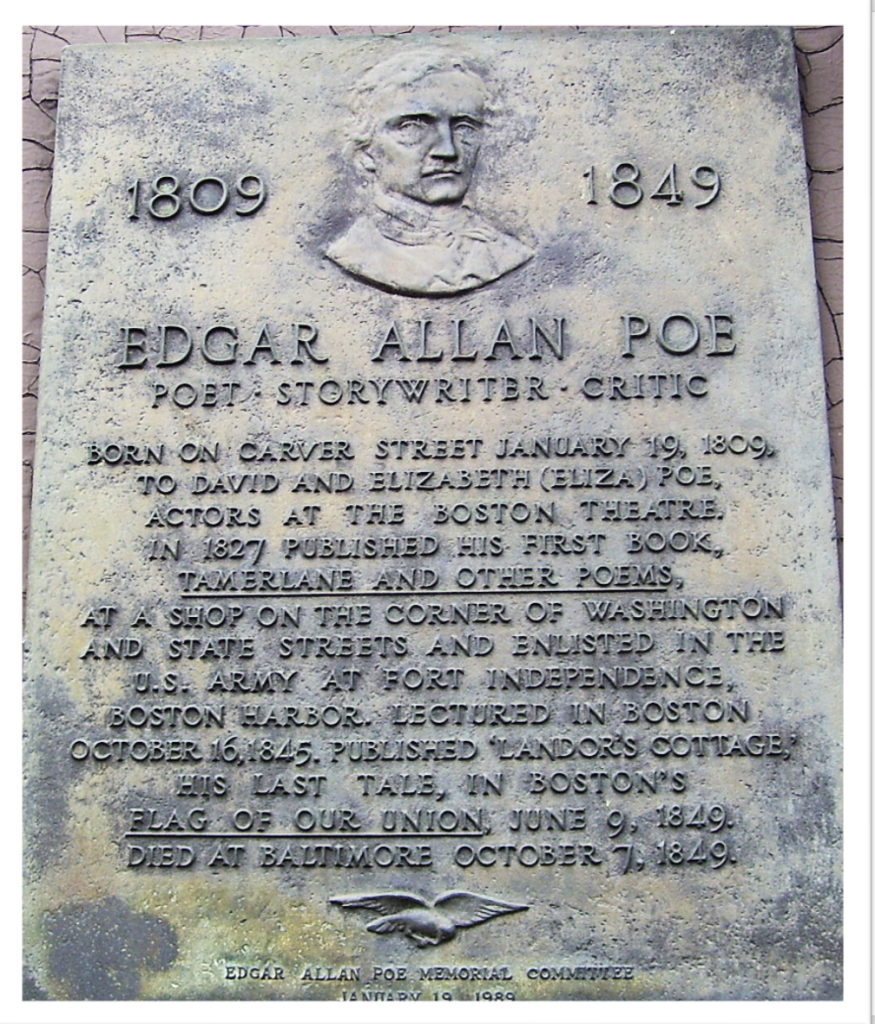 1809 1849
EDGAR ALLAN POE
POET · STORYWRITER · CRITIC
BORN ON CARVER STREET JANUARY 19, 1809,
TO DAVID AND ELIZABETH (ELIZA) POE,
ACTORS AT THE BOSTON THEATRE.
IN 1827 PUBLISHED HIS FIRST BOOK,
TAMERLANE AND OTHER POEMS,
AT A SHOP ON THE CORNER OF WASHINGTON
AND STATE STREETS AND ENLISTED IN THE
U.S. ARMY AT FORT INDEPENDENCE,
BOSTON HARBOR. LECTURED IN BOSTON
OCTOBER 16, 1845. PUBLISHED 'LANDOR'S COTTAGE,'
HIS LAST TALE, IN BOSTON'S
FLAG OF OUR UNION, JUNE 9, 1849.
DIED AT BALTIMORE OCTOBER 7, 1849.
EDGAR ALLAN POE MEMORIAL COMMITTEE
JANUARY 19 1989